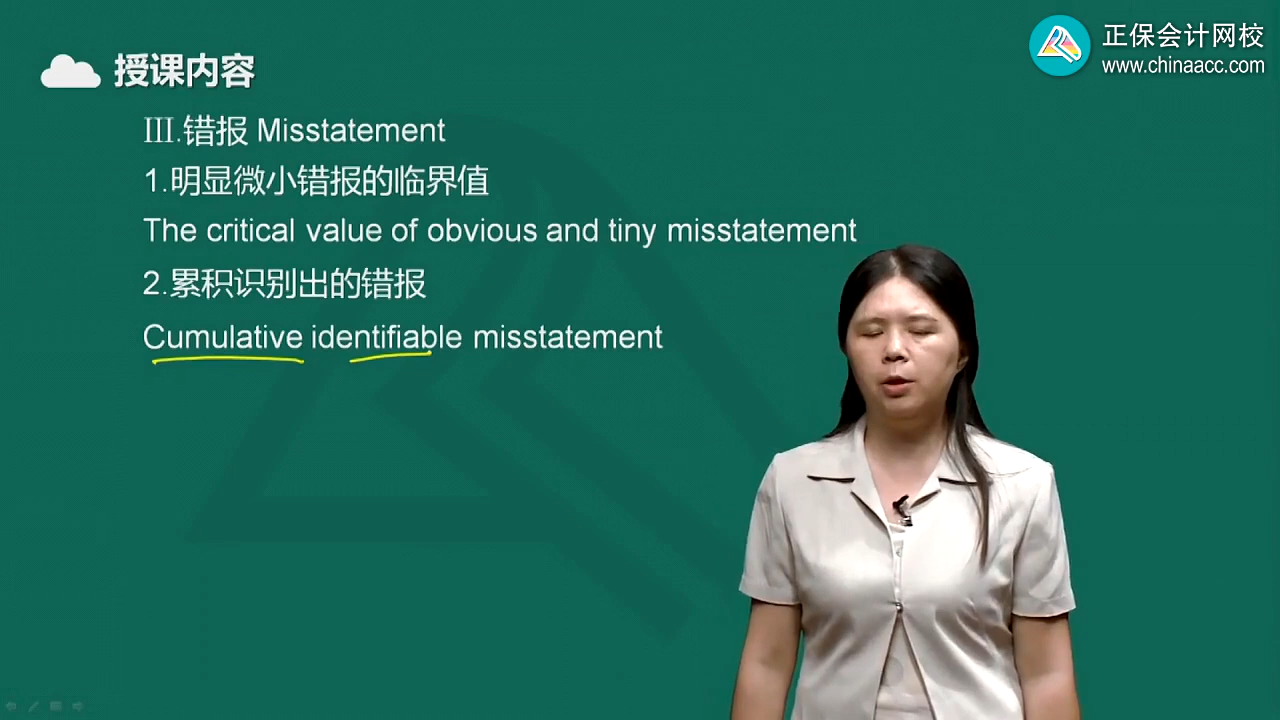 正保会计网校
www.chinaacc.com
授课内容
Ⅲ.错报 Misstatement
1.明显微小错报的临界值
The critical value of obvious and tiny misstatement
2.累积识别出的错报
Cumulative identifiable misstatement